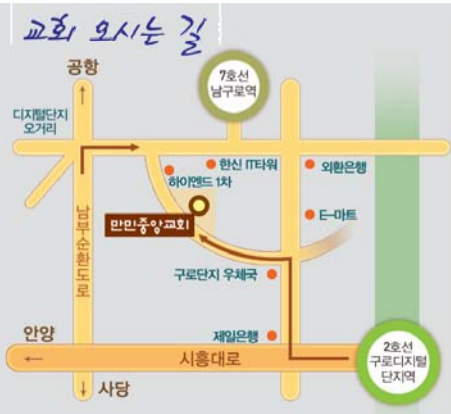 교회 오시는 길
공항
7호선
남구로역
디지털단지
오거리
한신 IT타워
외환은행
하이엔드 1차
만민중앙교회
E-마트
남부순환도로
구로단지 우체국
제일은행
안양
시흥대로
2호선
구로디지털
단지역
사당